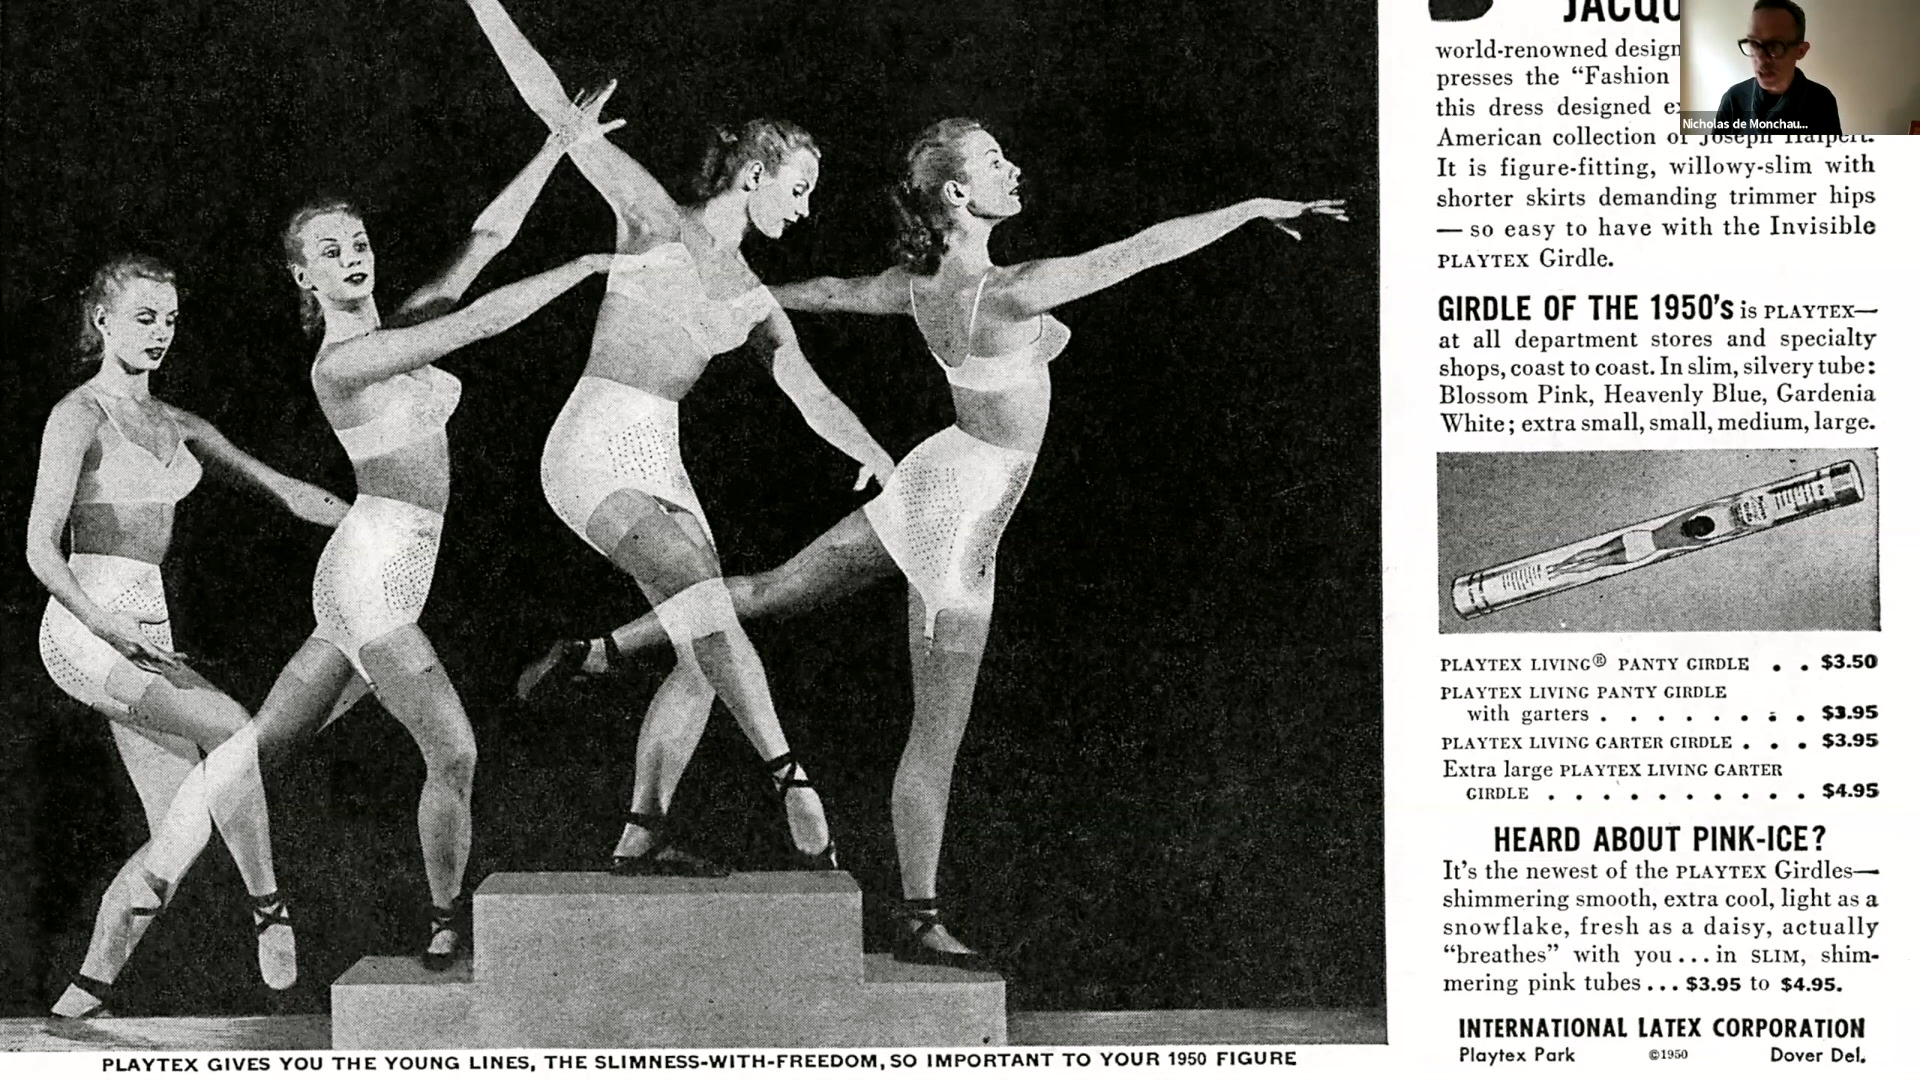 JACQU
world-renowned design
presses the “Fashion
this dress designed
American collection of Joseph Halpert.
It is figure-fitting, willowy-slim with
shorter skirts demanding trimmer hips
— so easy to have with the Invisible
PLAYTEX Girdle.
GIRDLE OF THE 1950's is PLAYTEX—
at all department stores and specialty
shops, coast to coast. In slim, silvery tube:
Blossom Pink, Heavenly Blue, Gardenia
White; extra small, small, medium, large.
PLAYTEX LIVING® PANTY GIRDLE . . $3.50
PLAYTEX LIVING PANTY GIRDLE
with garters . . . . . . . . $3.95
PLAYTEX LIVING GARTER GIRDLE . . . $3.95
Extra large PLAYTEX LIVING GARTER
GIRDLE . . . . . . . . . . $4.95
HEARD ABOUT PINK-ICE?
It's the newest of the PLAYTEX Girdles—
shimmering smooth, extra cool, light as a
snowflake, fresh as a daisy, actually
“breathes” with you . . . in SLIM, shim-
mering pink tubes . . . $3.95 to $4.95.
INTERNATIONAL LATEX CORPORATION
Playtex Park ©1950 Dover Del.
PLAYTEX GIVES YOU THE YOUNG LINES, THE SLIMNESS-WITH-FREEDOM, SO IMPORTANT TO YOUR 1950 FIGURE
Nicholas de Monchau...